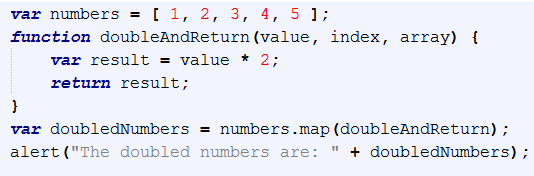 var numbers = [ 1, 2, 3, 4, 5 ];
function doubleAndReturn(value, index, array) {
    var result = value * 2;
    return result;
}
var doubledNumbers = numbers.map(doubleAndReturn);
alert("The doubled numbers are: " + doubledNumbers);